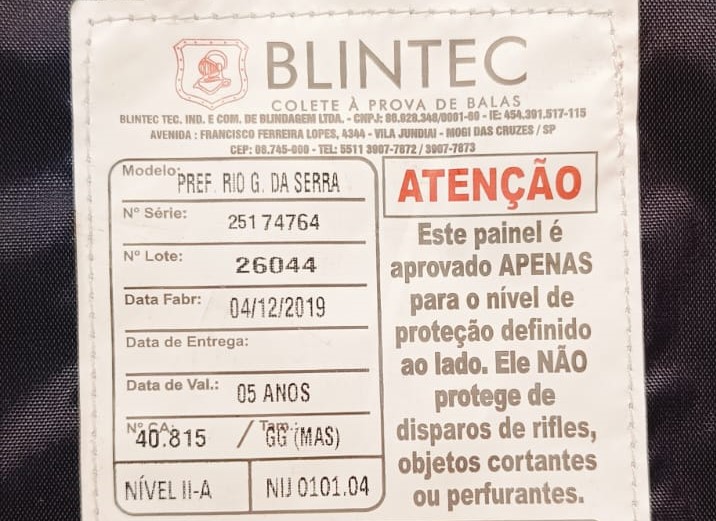 BLINTEC
COLETE À PROVA DE BALAS
BLINTEC TEC. IND. E COM. DE BLINDAGEM LTDA. - CNPJ: 80.028.348/0001-60 - IE: 454.391.517-115
AVENIDA : FRANCISCO FERREIRA LOPES, 4344 - VILA JUNDIAI - MOGI DAS CRUZES / SP
CEP: 08.745-000 - TEL: 5511 3907-7872 / 3907-7873
Modelo: PREF. RIO G. DA SERRA
Nº Série: 251 74764
Nº Lote: 26044
Data Fabr: 04/12/2019
Data de Entrega:
Data de Val.: 05 ANOS
Nº CA: 40.815 / Tam.: GG (MAS)
NÍVEL II-A NIJ 0101.04
ATENÇÃO
Este painel é
aprovado APENAS
para o nível de
proteção definido
ao lado. Ele NÃO
protege de
disparos de rifles,
objetos cortantes
ou perfurantes.